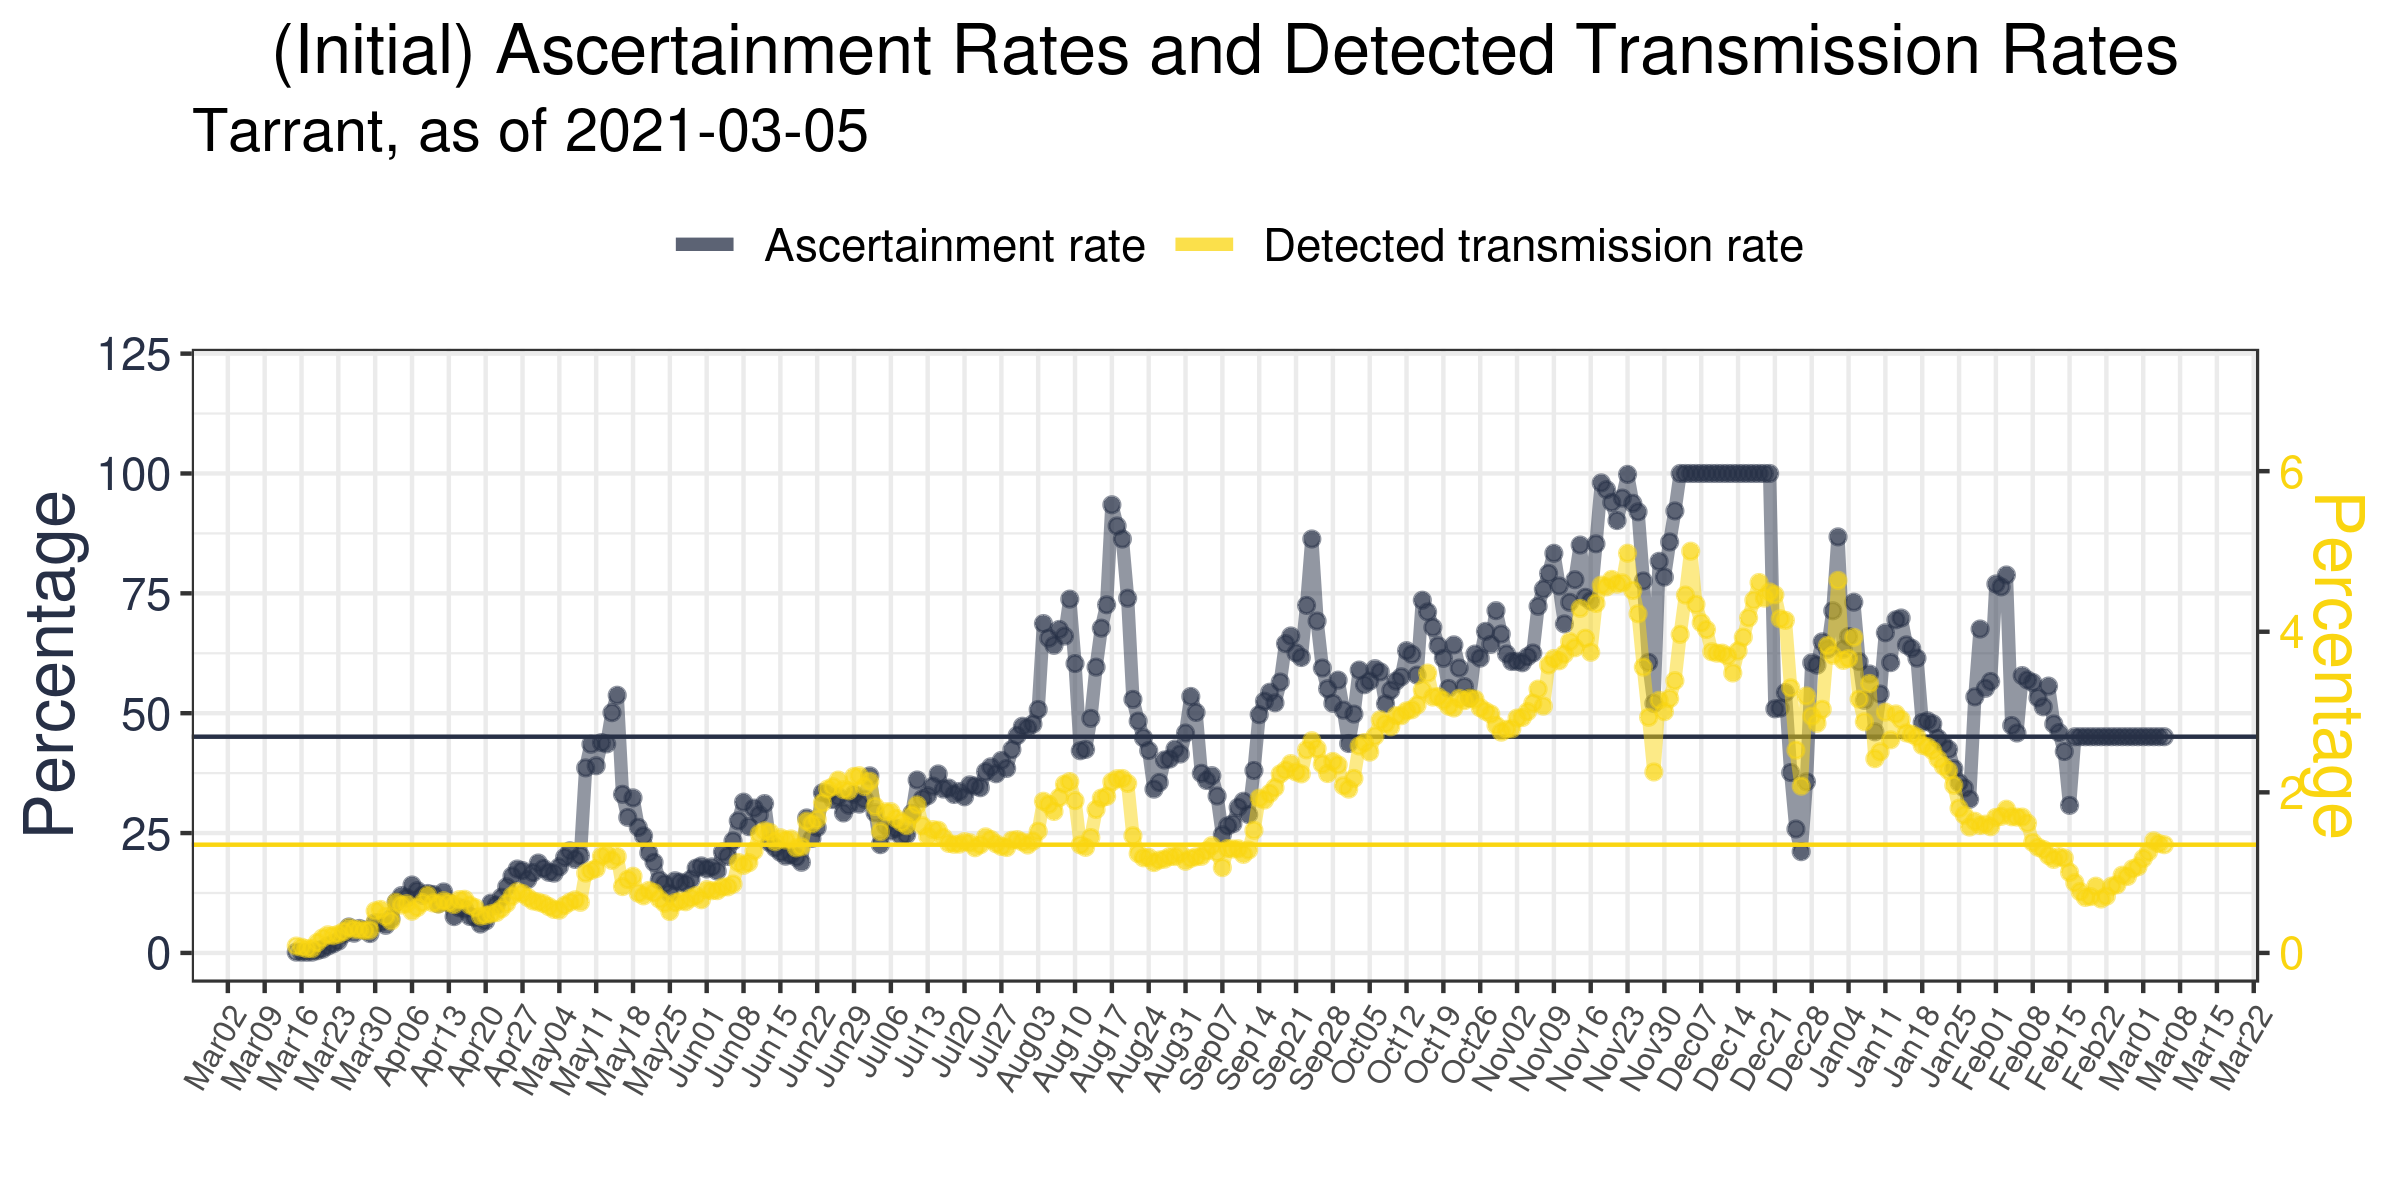 (Initial) Ascertainment Rates and Detected Transmission Rates
Tarrant, as of 2021-03-05
Ascertainment rate
Detected transmission rate
Percentage
125
100
75
50
25
0
6
4
2
0
Percentage
Mar02
Mar09
Mar16
Mar23
Mar30
Apr06
Apr13
Apr20
Apr27
May04
May11
May18
May25
Jun01
Jun08
Jun15
Jun22
Jun29
Jul06
Jul13
Jul20
Jul27
Aug03
Aug10
Aug17
Aug24
Aug31
Sep07
Sep14
Sep21
Sep28
Oct05
Oct12
Oct19
Oct26
Nov02
Nov09
Nov16
Nov23
Nov30
Dec07
Dec14
Dec21
Dec28
Jan04
Jan11
Jan18
Jan25
Feb01
Feb08
Feb15
Feb22
Mar01
Mar08
Mar15
Mar22